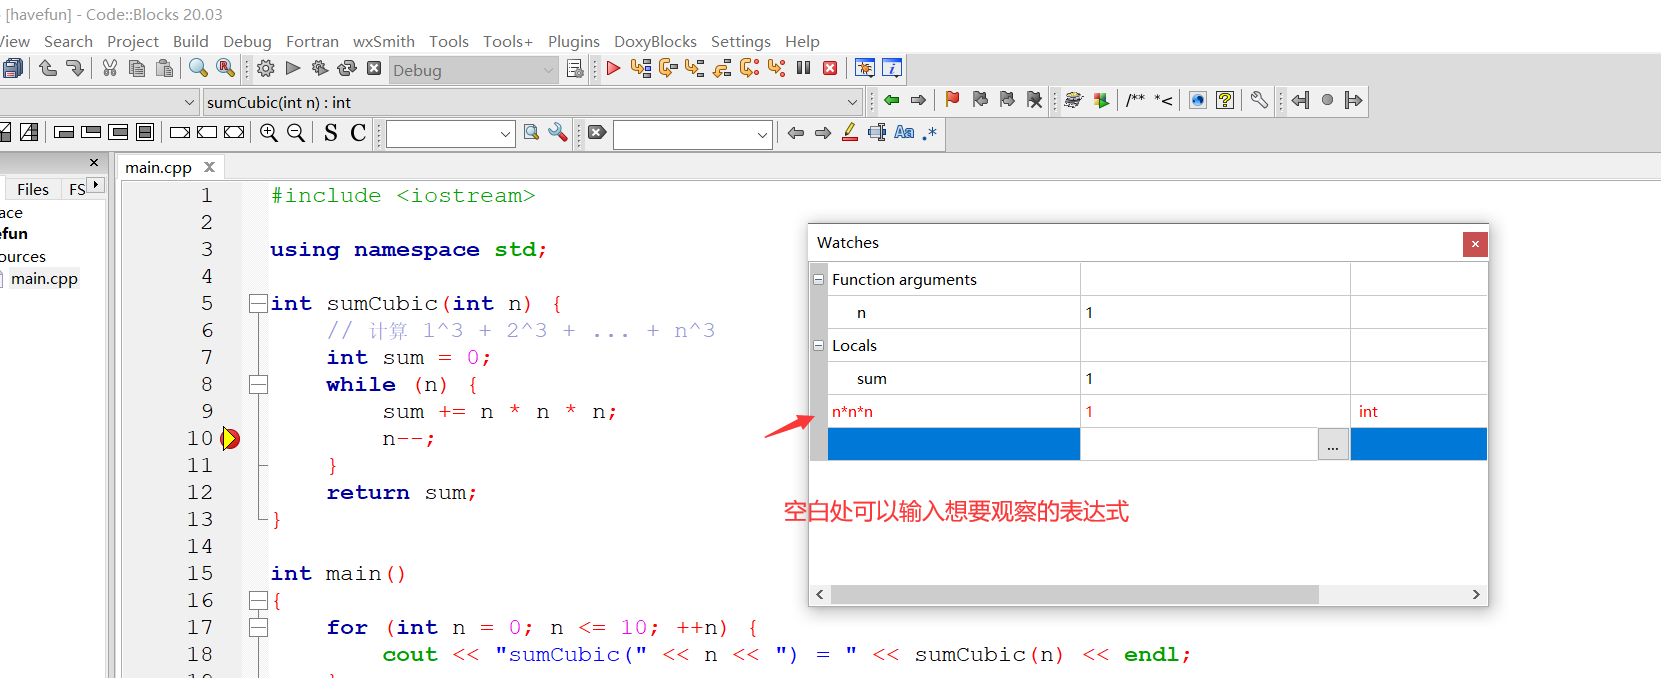 [havefun] - Code::Blocks 20.03
View Search Project Build Debug Fortran wxSmith Tools Tools+ Plugins DoxyBlocks Settings Help
Debug
sumCubic(int n) : int
/** *<
S C
Aa .*
main.cpp
Files FS
ace
efun
ources
main.cpp
1 #include <iostream>
2
3 using namespace std;
4
5 int sumCubic(int n) {
6 // 计算 1^3 + 2^3 + ... + n^3
7 int sum = 0;
8 while (n) {
9 sum += n * n * n;
10 n--;
11 }
12 return sum;
13 }
14
15 int main()
16 {
17 for (int n = 0; n <= 10; ++n) {
18 cout << "sumCubic(" << n << ") = " << sumCubic(n) << endl;
Watches
Function arguments
n 1
Locals
sum 1
n*n*n 1 int
...
空白处可以输入想要观察的表达式